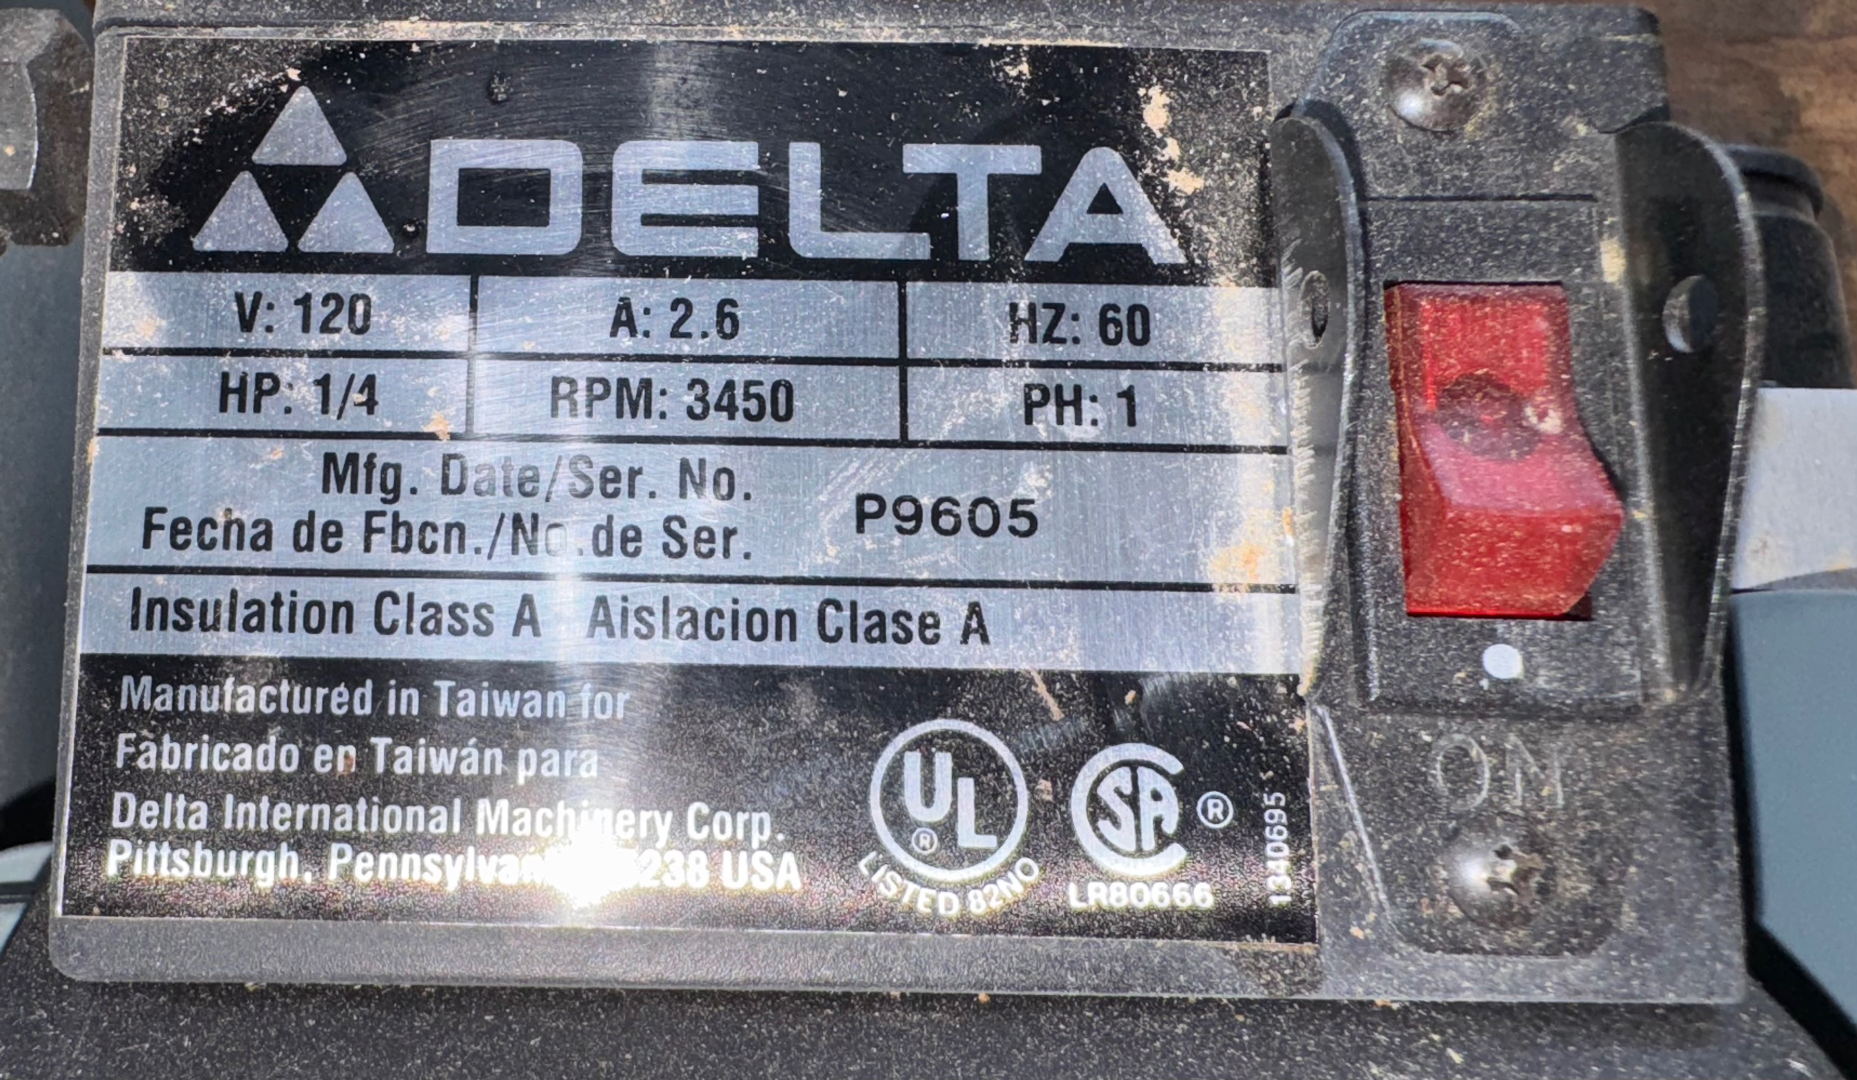 DELTA
V: 120 A: 2.6 HZ: 60
HP: 1/4 RPM: 3450 PH: 1
Mfg. Date/Ser. No.
Fecha de Fbcn./No.de Ser.
P9605
Insulation Class A Aislacion Clase A
Manufactured in Taiwan for
Fabricado en Taiwán para
Delta International Machinery Corp.
Pittsburgh, USA
UL ®
LISTED 82NO
SA ®
LR80666
1340695
ON